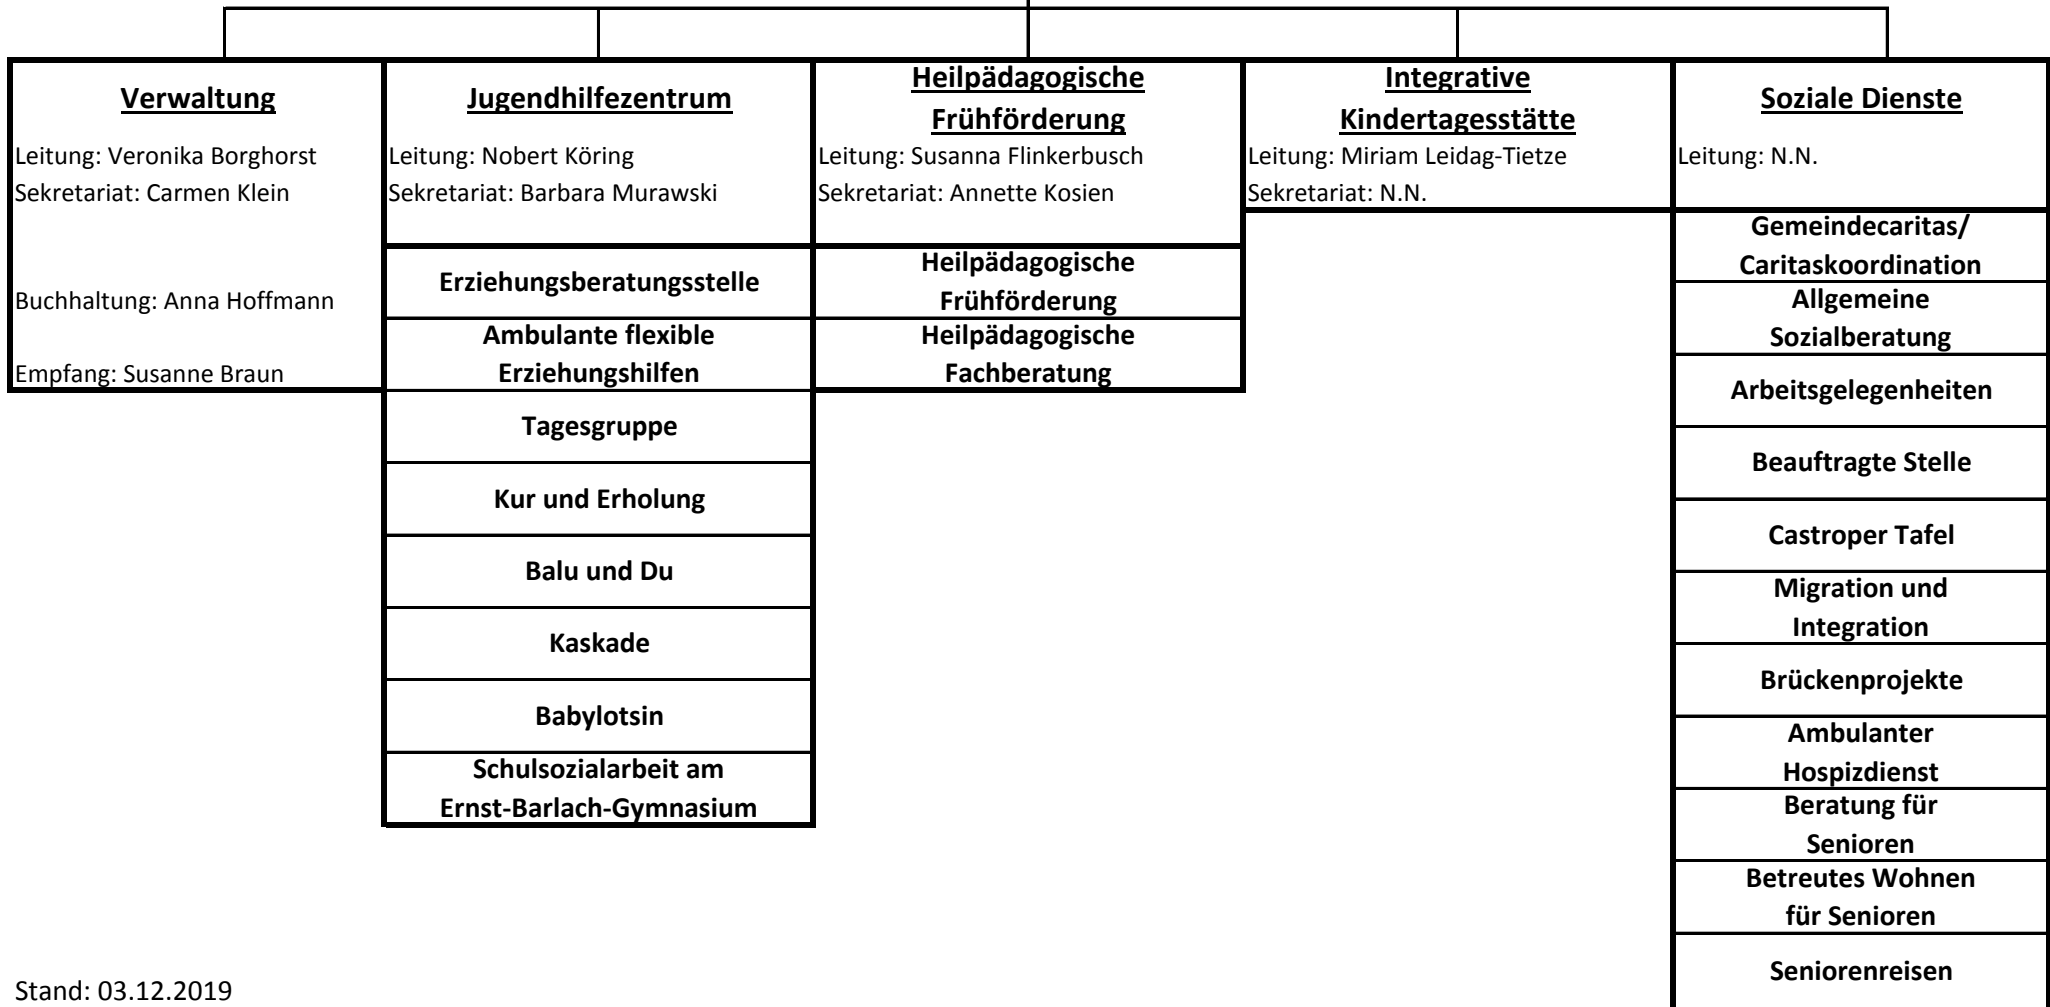 Verwaltung
Leitung: Veronika Borghorst
Sekretariat: Carmen Klein
Buchhaltung: Anna Hoffmann
Empfang: Susanne Braun
Jugendhilfezentrum
Leitung: Nobert Köring
Sekretariat: Barbara Murawski
Erziehungsberatungsstelle
Ambulante flexible
Erziehungshilfen
Tagesgruppe
Kur und Erholung
Balu und Du
Kaskade
Babylotsin
Schulsozialarbeit am
Ernst-Barlach-Gymnasium
Heilpädagogische
Frühförderung
Leitung: Susanna Flinkerbusch
Sekretariat: Annette Kosien
Heilpädagogische
Frühförderung
Heilpädagogische
Fachberatung
Integrative
Kindertagesstätte
Leitung: Miriam Leidag-Tietze
Sekretariat: N.N.
Soziale Dienste
Leitung: N.N.
Gemeindecaritas/
Caritaskoordination
Allgemeine
Sozialberatung
Arbeitsgelegenheiten
Beauftragte Stelle
Castroper Tafel
Migration und
Integration
Brückenprojekte
Ambulanter
Hospizdienst
Beratung für
Senioren
Betreutes Wohnen
für Senioren
Seniorenreisen
Stand: 03.12.2019